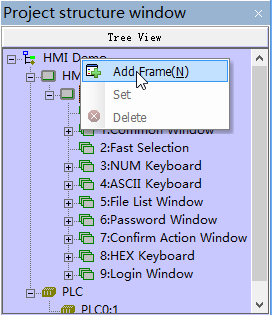 Project structure window
Tree View
HMI Demo
HM
Add Frame(N)
Set
Delete
1:Common Window
2:Fast Selection
3:NUM Keyboard
4:ASCII Keyboard
5:File List Window
6:Password Window
7:Confirm Action Window
8:HEX Keyboard
9:Login Window
PLC
PLC0:1